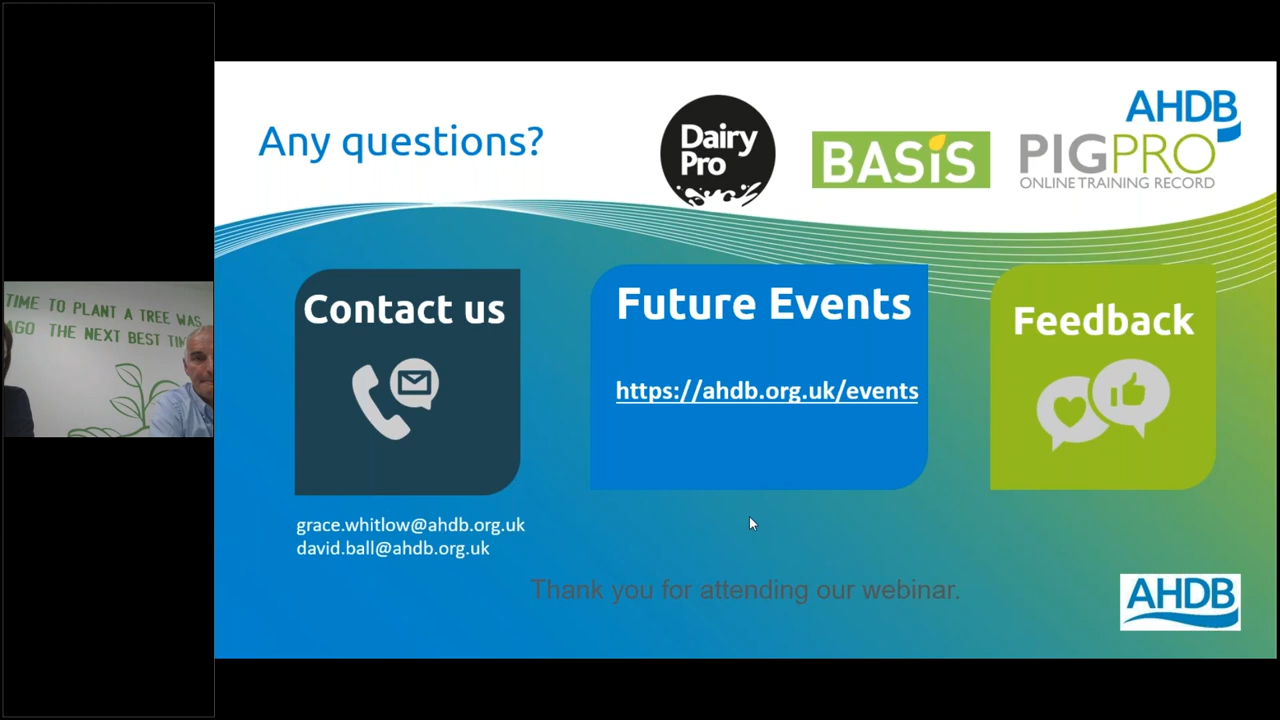 Any questions?
Dairy
Pro
BASiS
AHDB
PIGPRO
ONLINE TRAINING RECORD
TIME TO PLANT A TREE WAS
AGO THE NEXT BEST
Contact us
Future Events
https://ahdb.org.uk/events
Feedback
grace.whitlow@ahdb.org.uk
david.ball@ahdb.org.uk
Thank you for attending our webinar.
AHDB